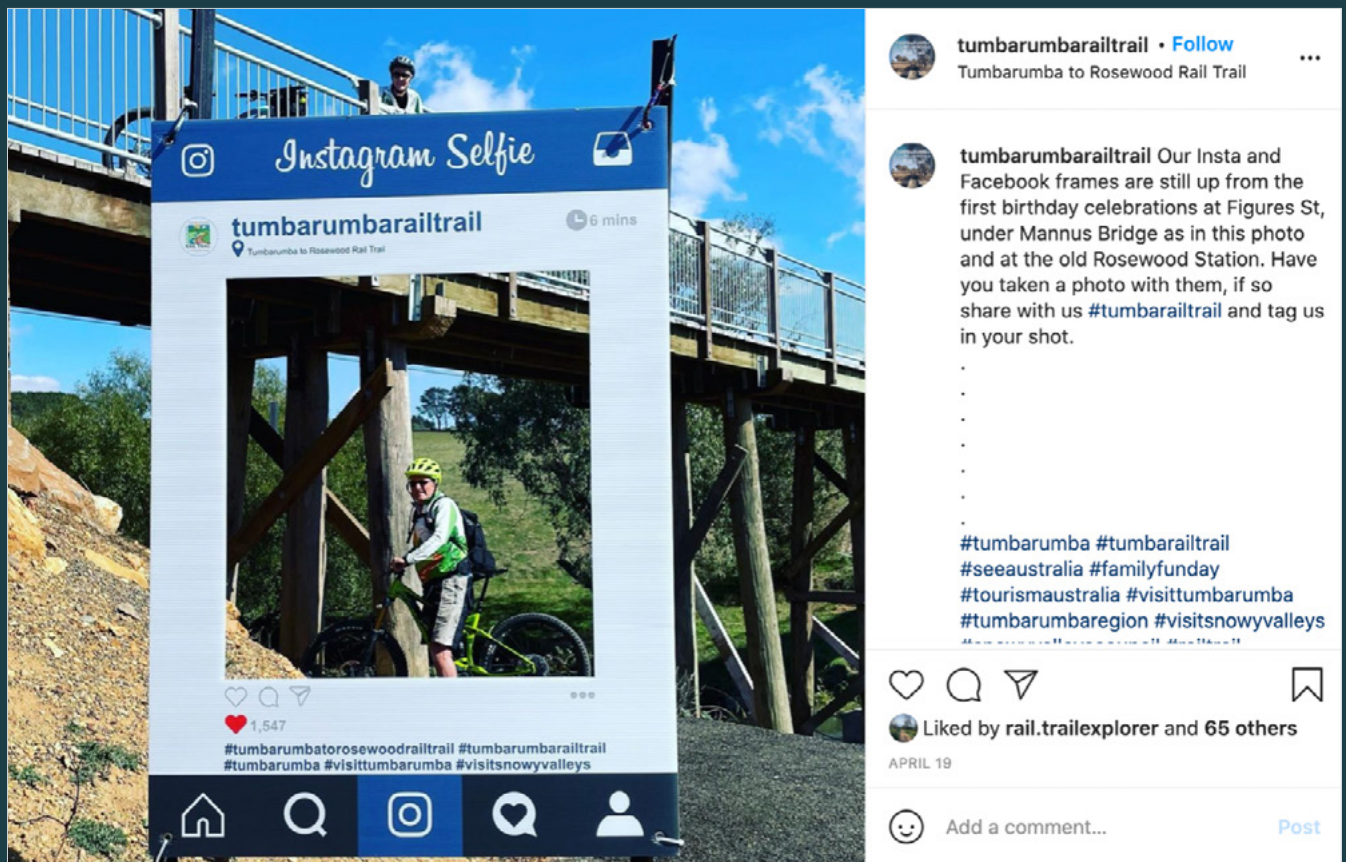 Instagram Selfie
tumbarumbarailtrail
6 mins
Tumbarumba to Rosewood Rail Trail
1,547
#tumbarumbatorosewoodrailtrail #tumbarumbarailtrail
#tumbarumba #visittumbarumba #visitsnowyvalleys
tumbarumbarailtrail • Follow
Tumbarumba to Rosewood Rail Trail
tumbarumbarailtrail Our Insta and
Facebook frames are still up from the
first birthday celebrations at Figures St,
under Mannus Bridge as in this photo
and at the old Rosewood Station. Have
you taken a photo with them, if so
share with us #tumbarailtrail and tag us
in your shot.
.
.
.
.
.
.
.
#tumbarumba #tumbarailtrail
#seeaustralia #familyfunday
#tourismaustralia #visittumbarumba
#tumbarumbaregion #visitsnowyvalleys
Liked by rail.trailexplorer and 65 others
APRIL 19
Add a comment...
Post